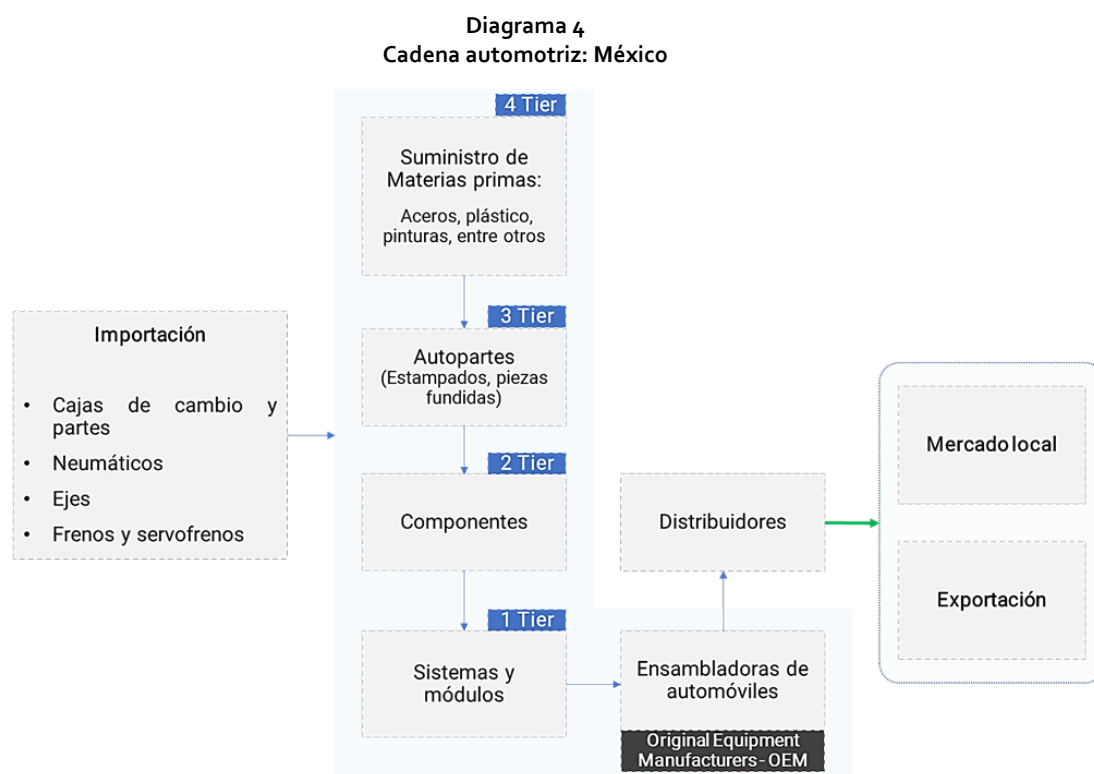 Diagrama 4
Cadena automotriz: México
4 Tier
Suministro de
Materias primas:
Aceros, plástico,
pinturas, entre otros
3 Tier
Autopartes
(Estampados, piezas
fundidas)
2 Tier
Componentes
1 Tier
Sistemas y
módulos
Importación
• Cajas de cambio y
partes
• Neumáticos
• Ejes
• Frenos y servofrenos
Ensambladoras de
automóviles
Original Equipment
Manufacturers - OEM
Distribuidores
Mercado local
Exportación